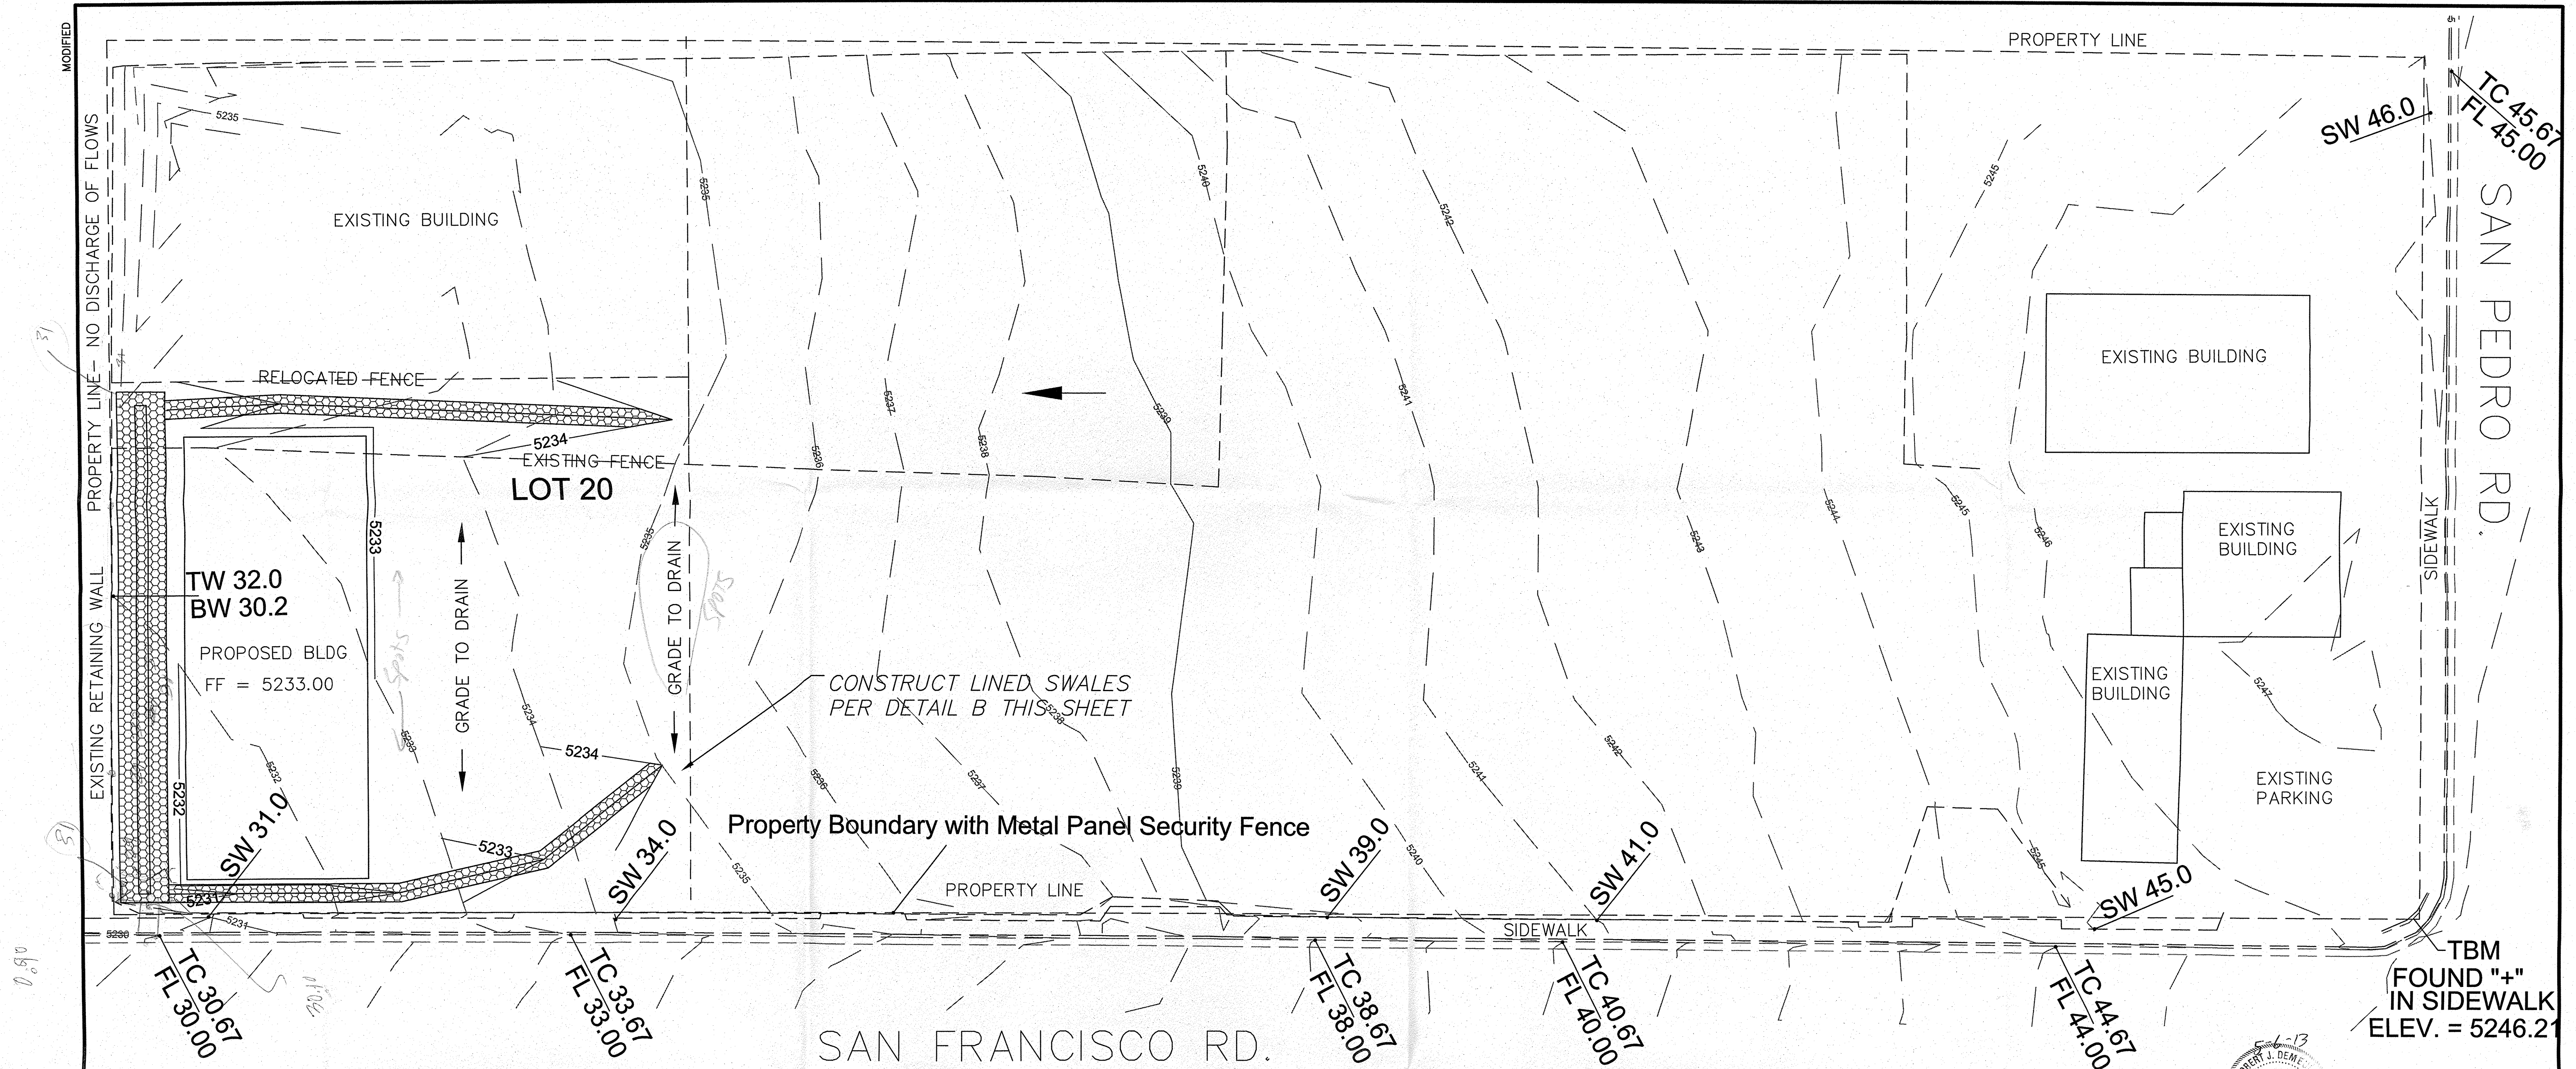 MODIFIED
PROPERTY LINE
TC 45.67
FL 45.00
SW 46.0
SAN PEDRO RD.
PROPERTY LINE - NO DISCHARGE OF FLOWS
5235
5235
5240
5242
5245
EXISTING BUILDING
EXISTING BUILDING
RELOGATED FENCE
5234
EXISTING FENCE
LOT 20
5236
5237
5238
5239
5241
5233
5235
5243
5244
5245
5246
EXISTING
BUILDING
SIDEWALK
TW 32.0
BW 30.2
PROPOSED BLDG
FF = 5233.00
EXISTING RETAINING WALL
GRADE TO DRAIN
GRADE TO DRAIN
CONSTRUCT LINED SWALES
PER DETAIL B THIS SHEET
EXISTING
BUILDING
5247
5234
5233
5238
5242
5241
5232
5234
5236
5237
5239
EXISTING
PARKING
5232
SW 31.0
5233
SW 34.0
Property Boundary with Metal Panel Security Fence
SW 39.0
SW 41.0
5240
5245
SW 45.0
5235
PROPERTY LINE
5231
5231
5230
SIDEWALK
TC 30.67
FL 30.00
TC 33.67
FL 33.00
TC 38.67
FL 38.00
TC 40.67
FL 40.00
TC 44.67
FL 44.00
TBM
FOUND "+"
IN SIDEWALK
ELEV. = 5246.21
SAN FRANCISCO RD.
5-6-13